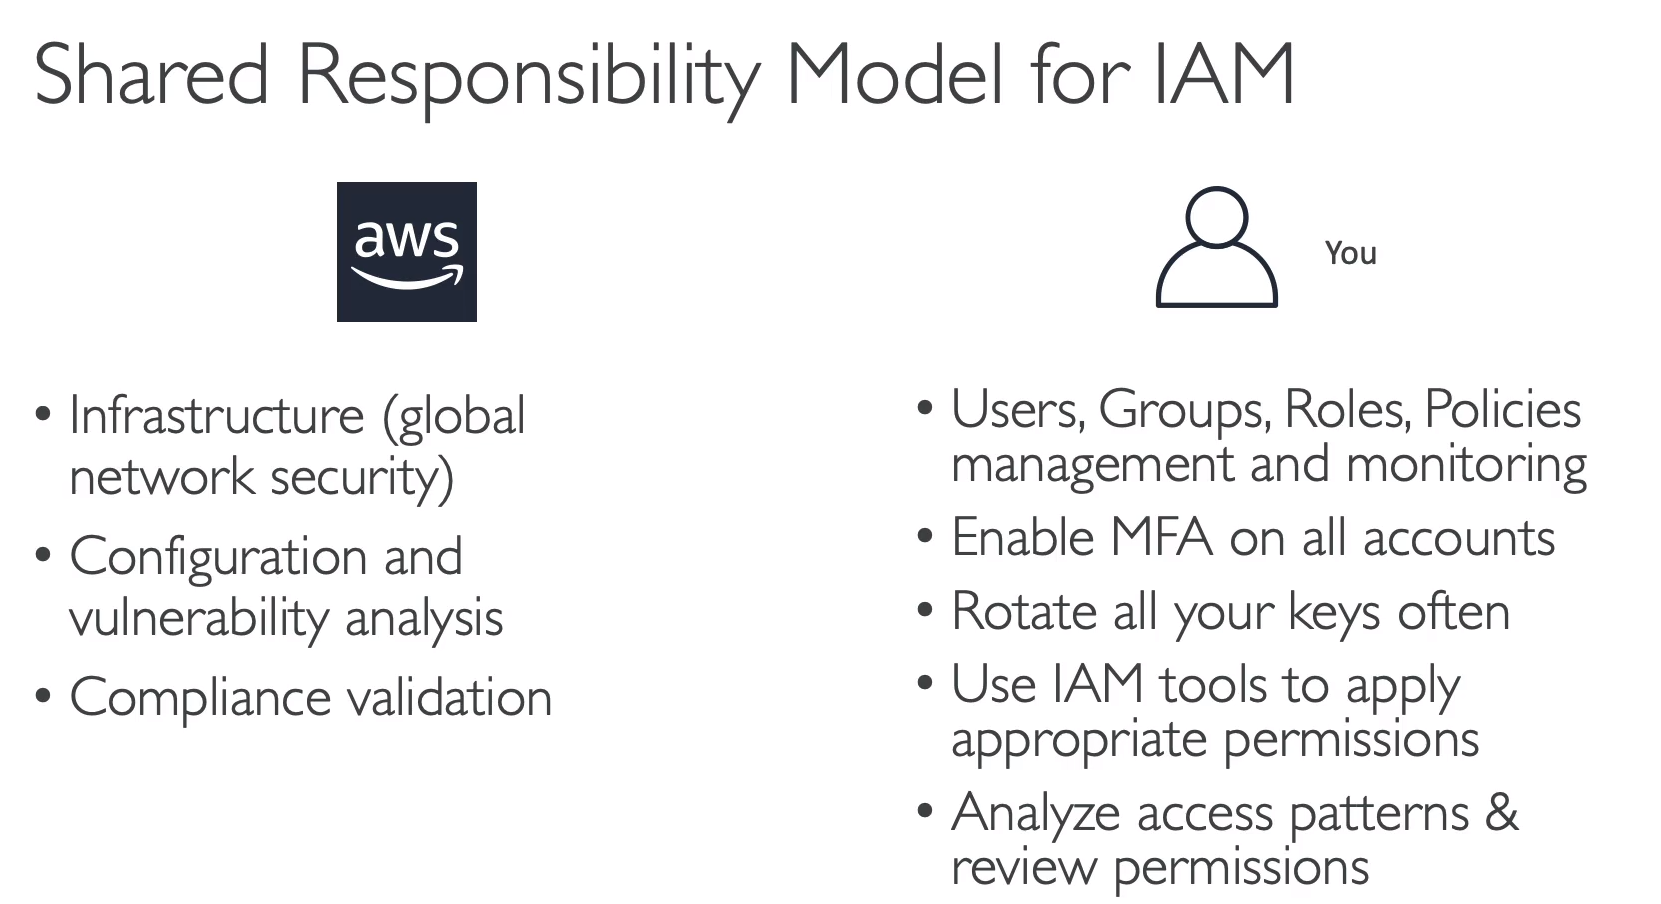 Shared Responsibility Model for IAM
aws
You
• Infrastructure (global
network security)
• Configuration and
vulnerability analysis
• Compliance validation
• Users, Groups, Roles, Policies
management and monitoring
• Enable MFA on all accounts
• Rotate all your keys often
• Use IAM tools to apply
appropriate permissions
• Analyze access patterns &
review permissions